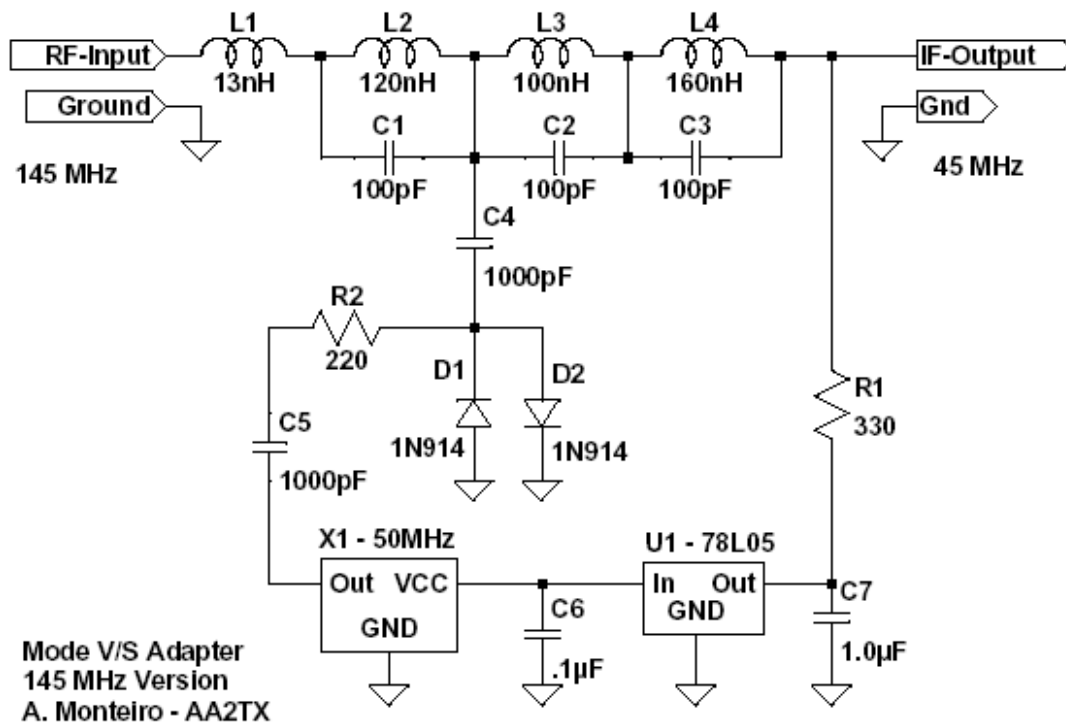 L1 L2 L3 L4
RF-Input IF-Output
13nH 120nH 100nH 160nH
Ground Gnd
C1 C2 C3
145 MHz 45 MHz
100pF 100pF 100pF
C4
1000pF
R2
220
D1 D2
R1
330
C5
1N914 1N914
1000pF
X1 - 50MHz U1 - 78L05
Out VCC In Out
GND GND
C6 C7
.1µF 1.0µF
Mode V/S Adapter
145 MHz Version
A. Monteiro - AA2TX